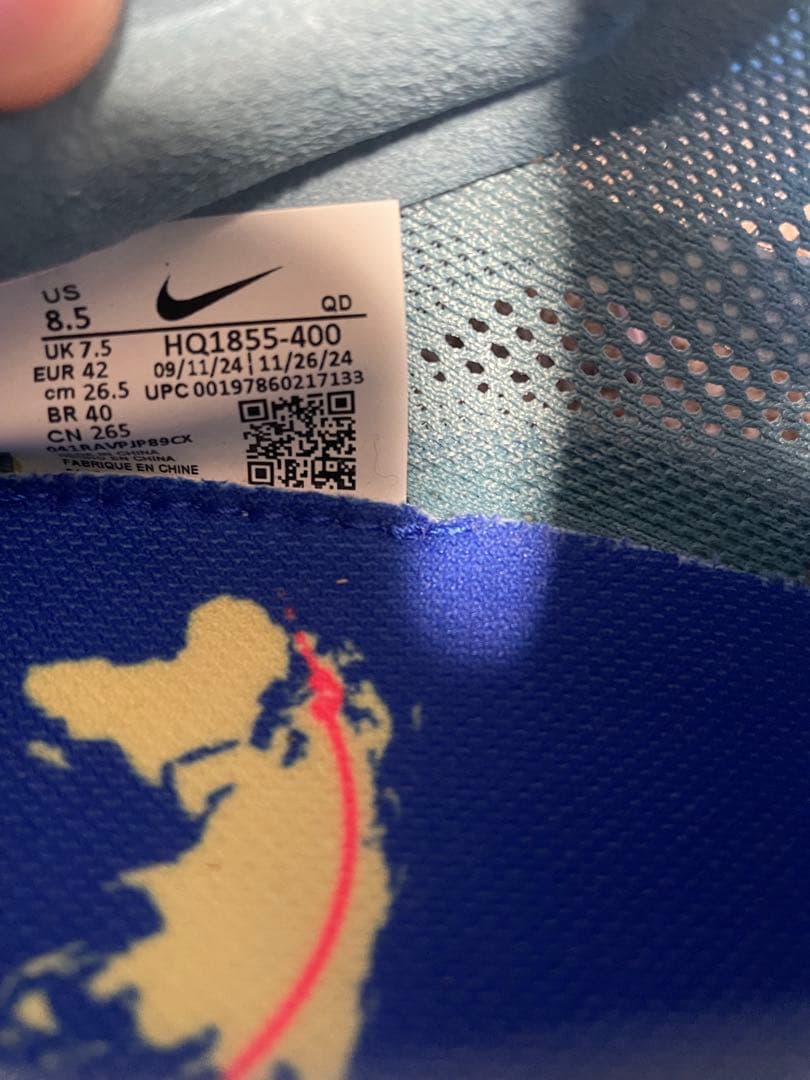 US
8.5
QD
UK 7.5
HQ1855-400
EUR 42
09/11/24 | 11/26/24
cm 26.5
UPC 00197860217133
BR 40
CN 265
FABRIQUE EN CHINE